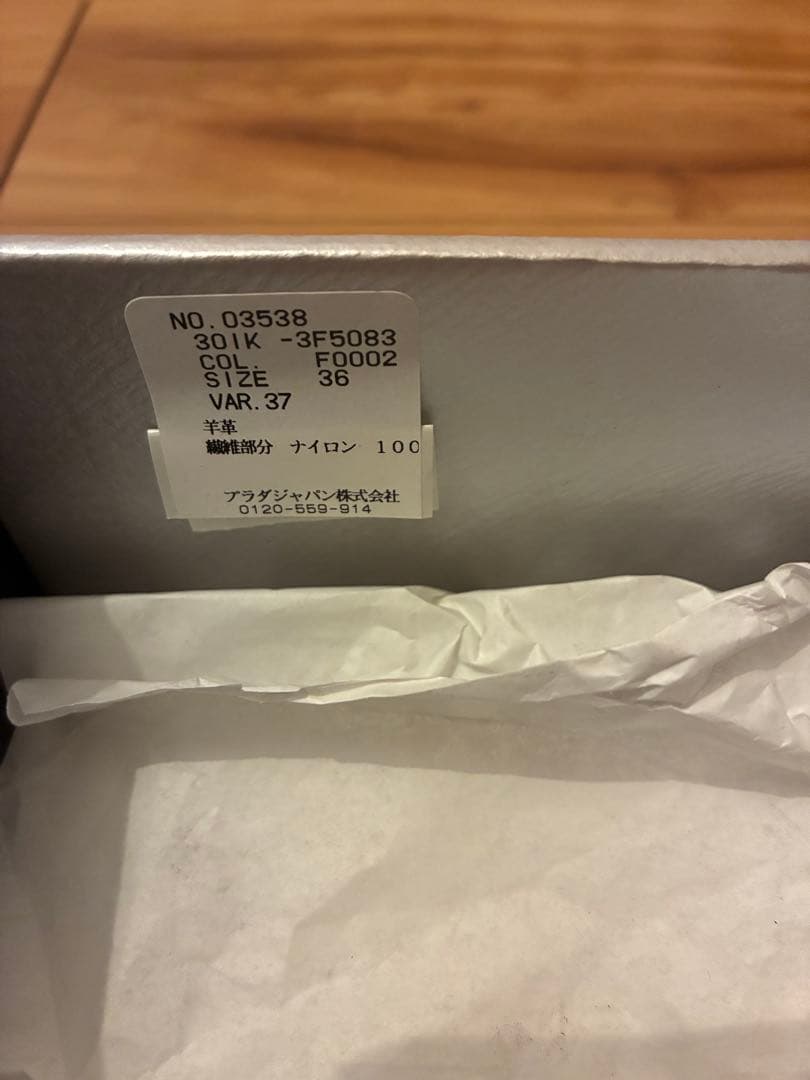 NO.03538
30IK -3F5083
COL. F0002
SIZE 36
VAR.37
羊革
繊維部分 ナイロン 100
プラダジャパン株式会社
0120-559-914